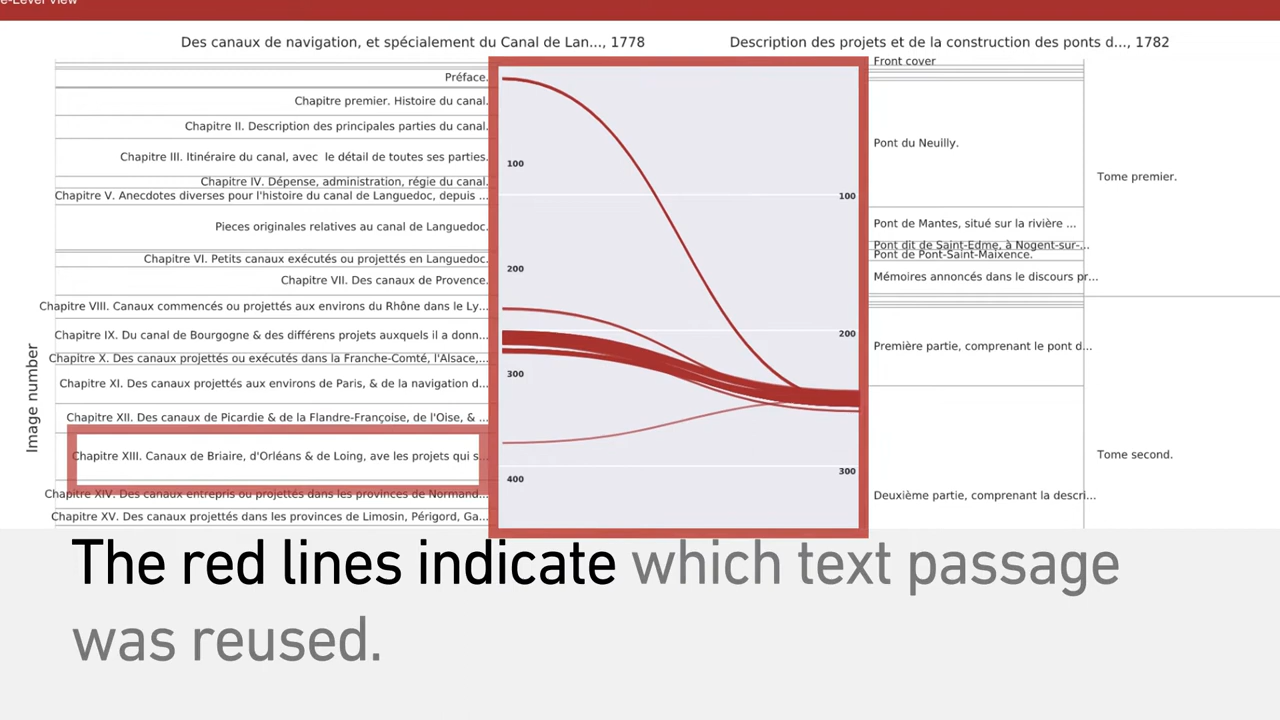 e-Level view
Des canaux de navigation, et spécialement du Canal de Lan..., 1778
Description des projets et de la construction des ponts d..., 1782
Préface.
Chapitre premier. Histoire du canal.
Chapitre II. Description des principales parties du canal.
Chapitre III. Itinéraire du canal, avec le détail de toutes ses parties.
Chapitre IV. Dépense, administration, régie du canal.
Chapitre V. Anecdotes diverses pour l'histoire du canal de Languedoc, depuis ...
Pieces originales relatives au canal de Languedoc.
Chapitre VI. Petits canaux exécutés ou projettés en Languedoc.
Chapitre VII. Des canaux de Provence.
Chapitre VIII. Canaux commencés ou projettés aux environs du Rhône dans le Ly...
Chapitre IX. Du canal de Bourgogne & des différens projets auxquels il a donn...
Chapitre X. Des canaux projettés ou exécutés dans la Franche-Comté, l'Alsace,...
Chapitre XI. Des canaux projettés aux environs de Paris, & de la navigation d...
Chapitre XII. Des canaux de Picardie & de la Flandre-Françoise, de l'Oise, & ...
Chapitre XIII. Canaux de Briaire, d'Orléans & de Loing, ave les projets qui s...
Chapitre XIV. Des canaux entrepris ou projettés dans les provinces de Normand...
Chapitre XV. Des canaux projettés dans les provinces de Limosin, Périgord, Ga...
Image number
100
200
300
400
100
200
300
Front cover
Pont du Neuilly.
Pont de Mantes, situé sur la rivière ...
Pont dit de Saint-Edme, à Nogent-sur-...
Pont de Pont-Saint-Maixence.
Mémoires annoncés dans le discours pr...
Première partie, comprenant le pont d...
Deuxième partie, comprenant la descri...
Tome premier.
Tome second.
The red lines indicate which text passage
was reused.